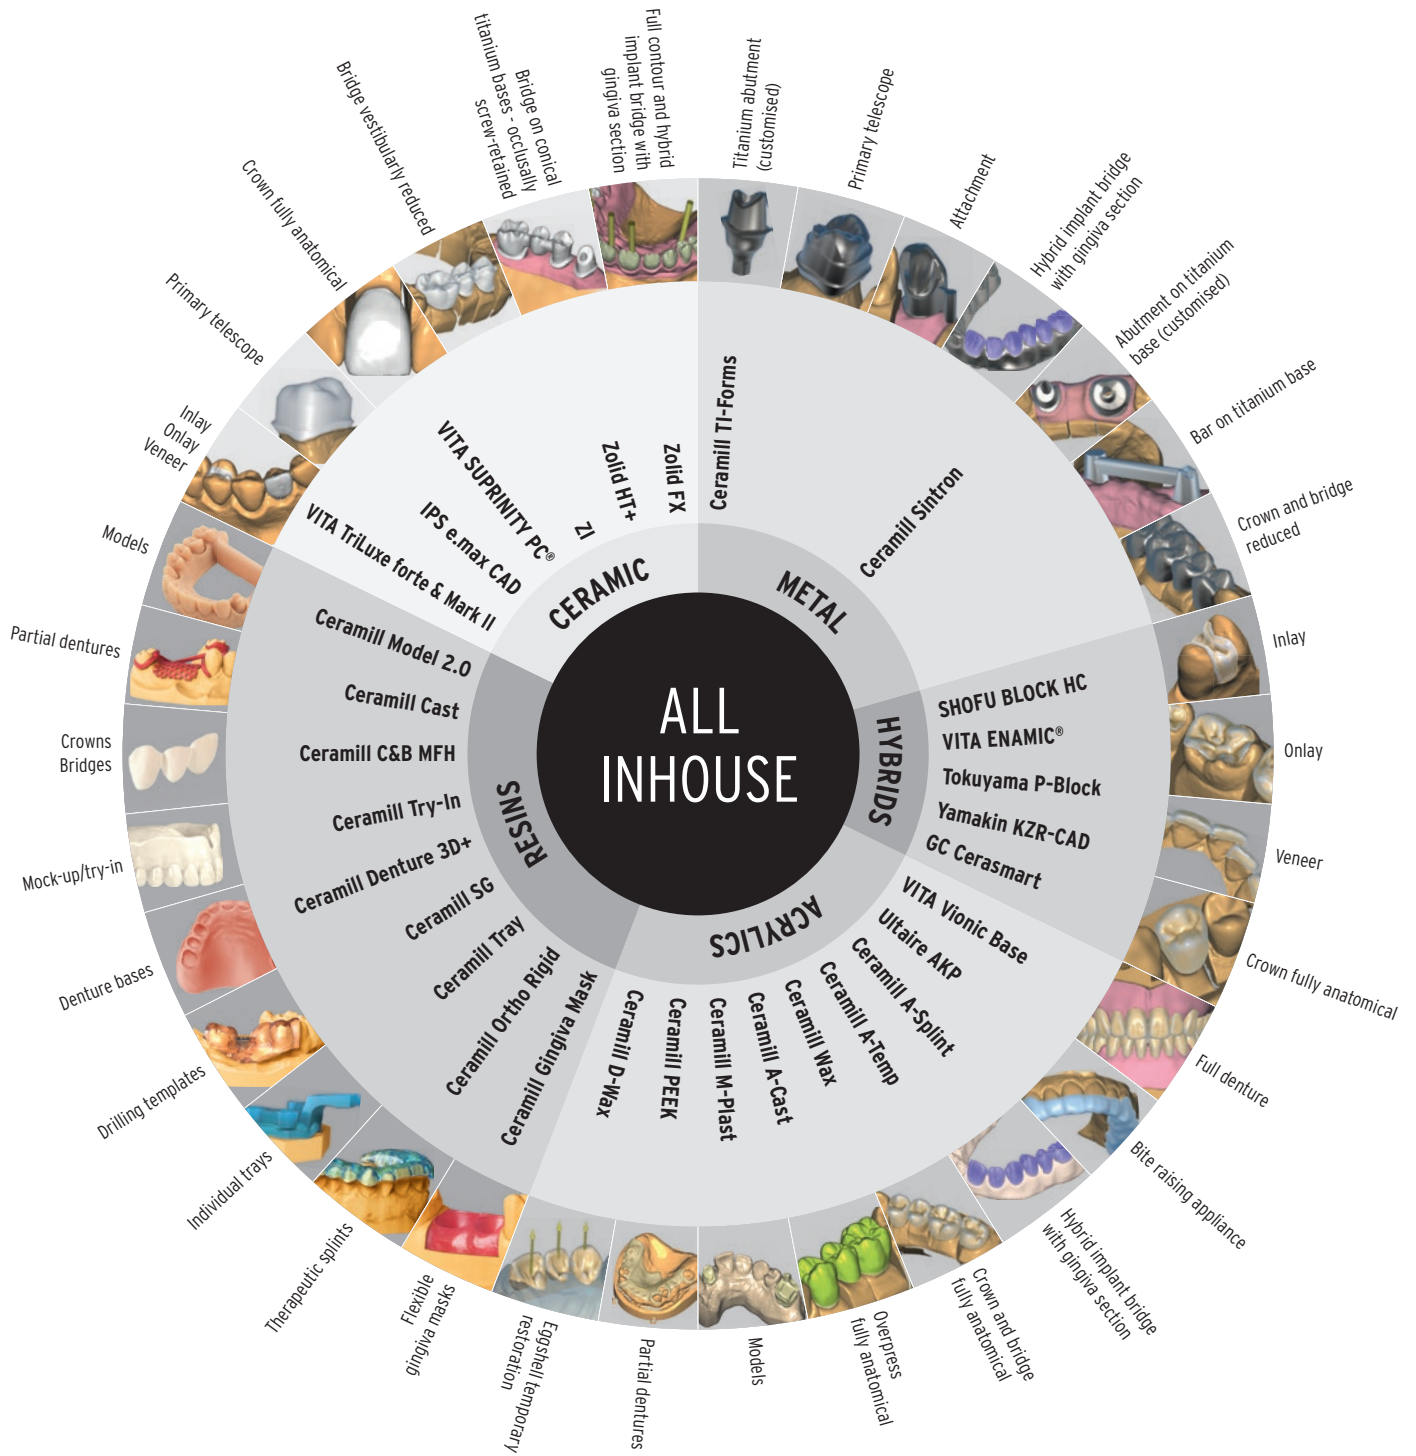 ALL
INHOUSE
CERAMIC
METAL
HYBRIDS
ACRYLICS
RESINS
Ceramill TI-Forms
Ceramill Sintron
SHOFU BLOCK HC
VITA ENAMIC®
Tokuyama P-Block
Yamakin KZR-CAD
GC Cerasmart
VITA Vionic Base
Ultaire AKP
Ceramill A-Splint
Ceramill A-Temp
Ceramill Wax
Ceramill A-Cast
Ceramill M-Plast
Ceramill PEEK
Ceramill D-Wax
Ceramill Gingiva Mask
Ceramill Ortho Rigid
Ceramill Tray
Ceramill SG
Ceramill Denture 3D+
Ceramill Try-In
Ceramill C&B MFH
Ceramill Cast
Ceramill Model 2.0
VITA TriLuxe forte & Mark II
IPS e.max CAD
VITA SUPRINITY PC®
ZI
Zolid HT+
Zolid FX
Titanium abutment
(customised)
Primary telescope
Attachment
Hybrid implant bridge
with gingiva section
Abutment on titanium
base (customised)
Bar on titanium base
Crown and bridge
reduced
Inlay
Onlay
Veneer
Crown fully anatomical
Full denture
Bite raising appliance
Hybrid implant bridge
with gingiva section
Crown and bridge
fully anatomical
Overpress
fully anatomical
Models
Partial dentures
Eggshell temporary
restoration
Flexible
gingiva masks
Therapeutic splints
Individual trays
Drilling templates
Denture bases
Mock-up/try-in
Crowns
Bridges
Partial dentures
Models
Inlay
Onlay
Veneer
Primary telescope
Crown fully anatomical
Bridge vestibularly reduced
Bridge on conical
titanium bases - occlusally
screw-retained
Full contour and hybrid
implant bridge with
gingiva section